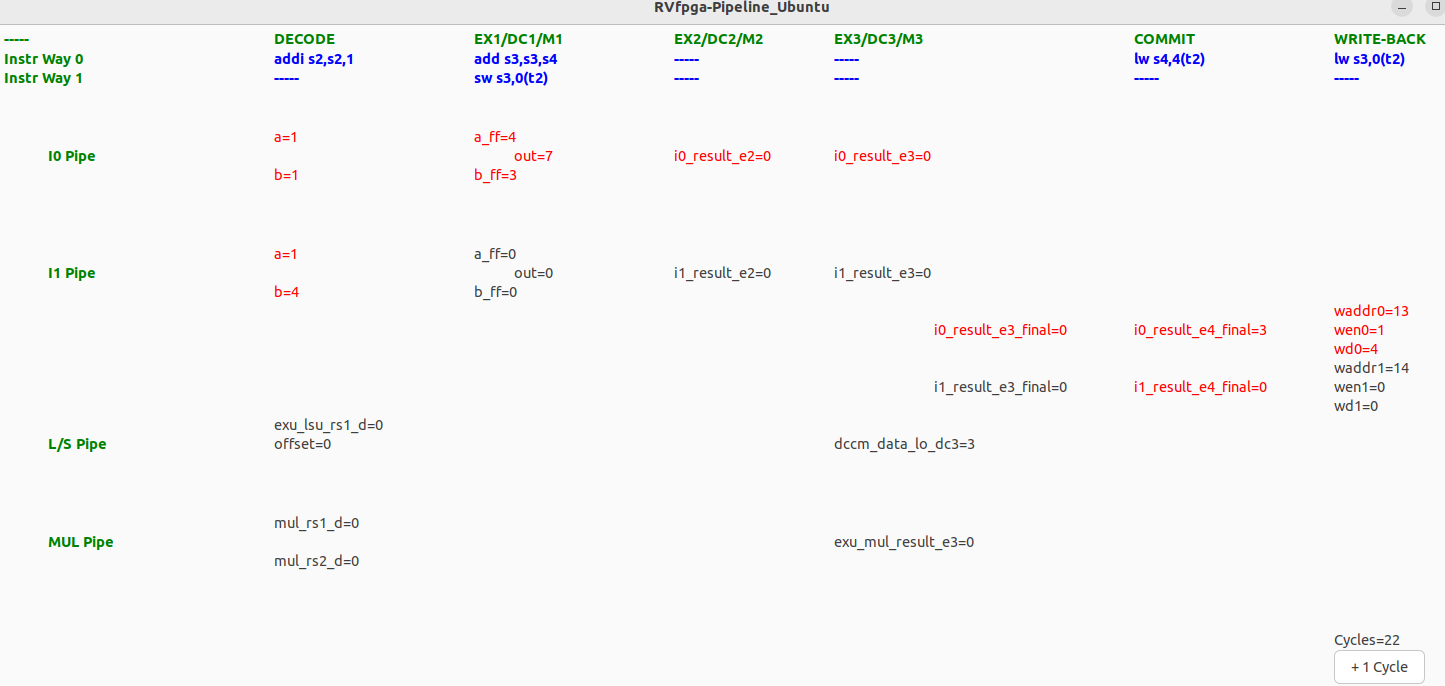 RVfpga-Pipeline_Ubuntu
----- DECODE EX1/DC1/M1 EX2/DC2/M2 EX3/DC3/M3 COMMIT WRITE-BACK
Instr Way 0 addi s2,s2,1 add s3,s3,s4 ----- ----- lw s4,4(t2) lw s3,0(t2)
Instr Way 1 ----- sw s3,0(t2) ----- ----- ----- -----
a=1 a_ff=4
I0 Pipe out=7 i0_result_e2=0 i0_result_e3=0
b=1 b_ff=3
a=1 a_ff=0
I1 Pipe out=0 i1_result_e2=0 i1_result_e3=0
b=4 b_ff=0
waddr0=13
i0_result_e3_final=0 i0_result_e4_final=3 wen0=1
wd0=4
waddr1=14
i1_result_e3_final=0 i1_result_e4_final=0 wen1=0
wd1=0
exu_lsu_rs1_d=0
L/S Pipe offset=0 dccm_data_lo_dc3=3
mul_rs1_d=0
MUL Pipe exu_mul_result_e3=0
mul_rs2_d=0
Cycles=22
+ 1 Cycle